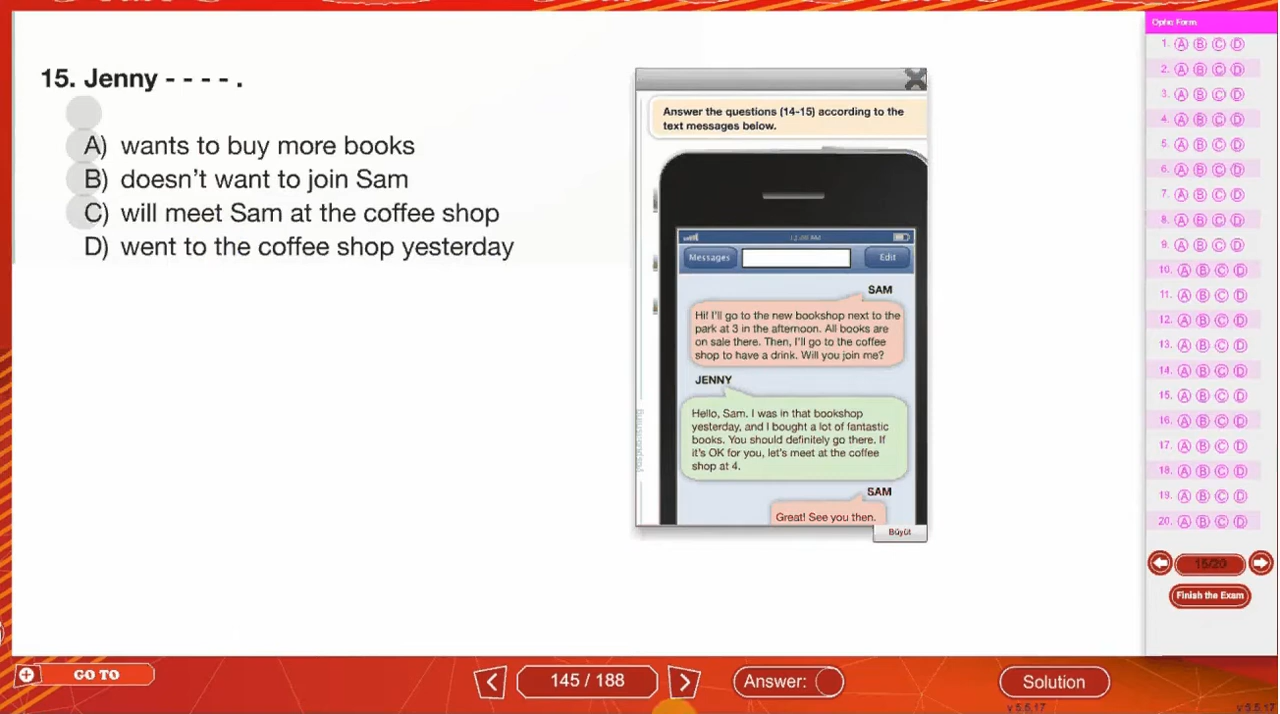 15. Jenny - - - - .
A) wants to buy more books
B) doesn't want to join Sam
C) will meet Sam at the coffee shop
D) went to the coffee shop yesterday
Answer the questions (14-15) according to the
text messages below.
Messages
Edit
SAM
Hi! I'll go to the new bookshop next to the
park at 3 in the afternoon. All books are
on sale there. Then, I'll go to the coffee
shop to have a drink. Will you join me?
JENNY
Hello, Sam. I was in that bookshop
yesterday, and I bought a lot of fantastic
books. You should definitely go there. If
it's OK for you, let's meet at the coffee
shop at 4.
SAM
Great! See you then.
Büyüt
Optic Form
1. A B C D
2. A B C D
3. A B C D
4. A B C D
5. A B C D
6. A B C D
7. A B C D
8. A B C D
9. A B C D
10. A B C D
11. A B C D
12. A B C D
13. A B C D
14. A B C D
15. A B C D
16. A B C D
17. A B C D
18. A B C D
19. A B C D
20. A B C D
15/20
Finish the Exam
GO TO
145 / 188
Answer:
Solution
v 5.5.17
v 5.5.17